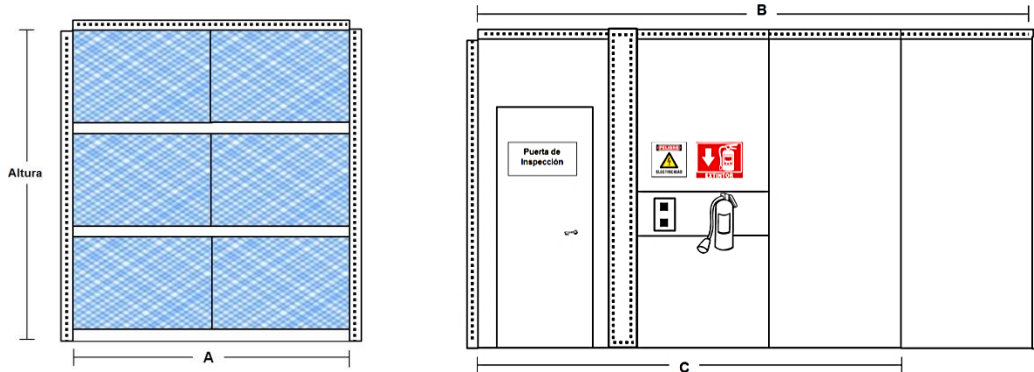 B
Altura
Puerta de
Inspección
PELIGRO
ELECTRICIDAD
EXTINTOR
A
C